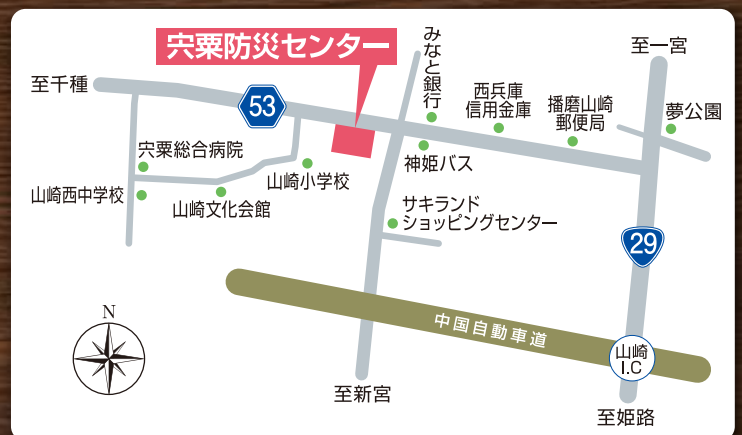 宍粟防災センター
みなと銀行
至一宮
至千種
53
西兵庫
信用金庫
播磨山崎
郵便局
夢公園
宍粟総合病院
神姫バス
山崎小学校
山崎西中学校
山崎文化会館
サキランド
ショッピングセンター
29
中国自動車道
N
山崎
I.C
至新宮
至姫路